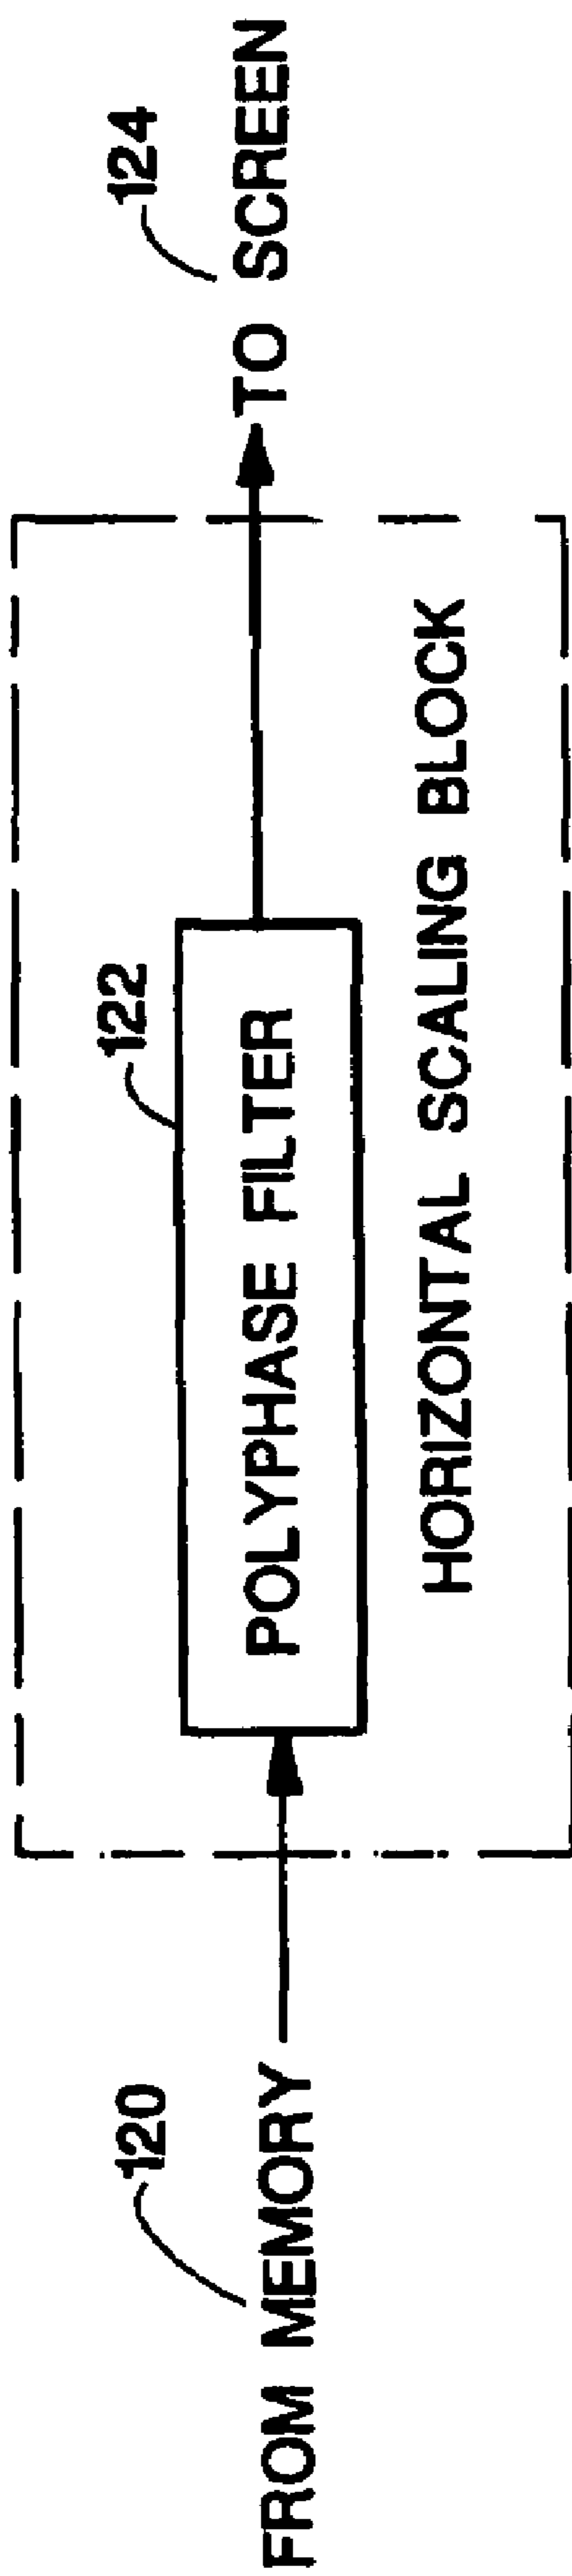 120
FROM MEMORY
122
POLYPHASE FILTER
HORIZONTAL SCALING BLOCK
124
TO SCREEN